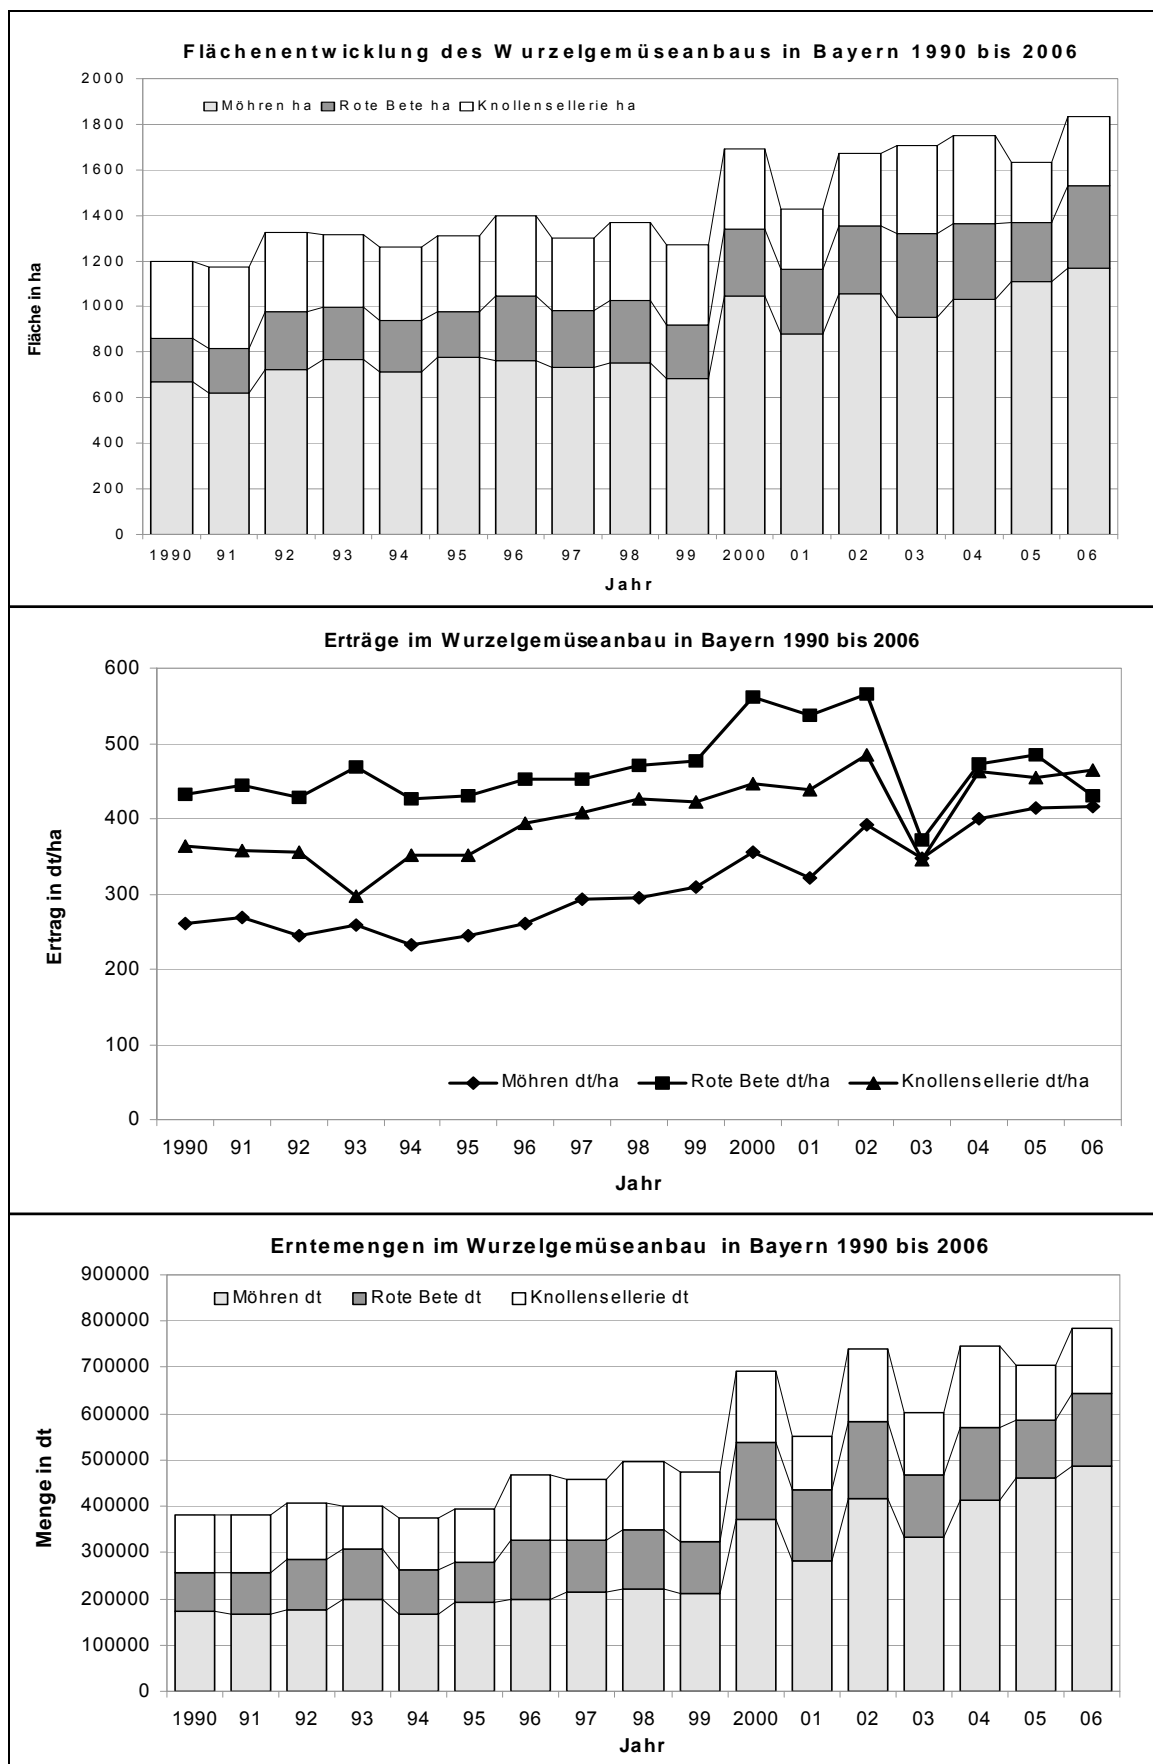 Flächenentwicklung des Wurzelgemüseanbaus in Bayern 1990 bis 2006
2000
1800
1600
1400
1200
1000
800
600
400
200
0
Fläche in ha
Möhren ha Rote Bete ha Knollensellerie ha
1990 91 92 93 94 95 96 97 98 99 2000 01 02 03 04 05 06
Jahr
Erträge im Wurzelgemüseanbau in Bayern 1990 bis 2006
600
500
400
300
200
100
0
Ertrag in dt/ha
Möhren dt/ha Rote Bete dt/ha Knollensellerie dt/ha
1990 91 92 93 94 95 96 97 98 99 2000 01 02 03 04 05 06
Jahr
Erntemengen im Wurzelgemüseanbau in Bayern 1990 bis 2006
900000
800000
700000
600000
500000
400000
300000
200000
100000
0
Menge in dt
Möhren dt Rote Bete dt Knollensellerie dt
1990 91 92 93 94 95 96 97 98 99 2000 01 02 03 04 05 06
Jahr